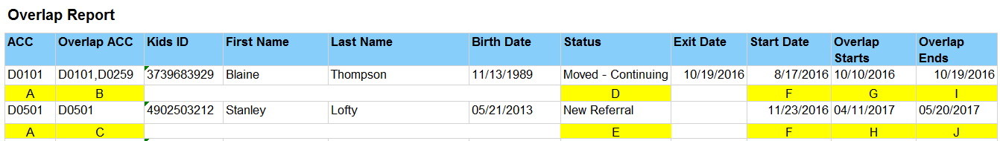 Overlap Report
ACC Overlap ACC Kids ID First Name Last Name Birth Date Status Exit Date Start Date Overlap Starts Overlap Ends
D0101 D0101,D0259 3739683929 Blaine Thompson 11/13/1989 Moved - Continuing 10/19/2016 8/17/2016 10/10/2016 10/19/2016
A B D F G I
D0501 D0501 4902503212 Stanley Lofty 05/21/2013 New Referral 11/23/2016 04/11/2017 05/20/2017
A C E F H J